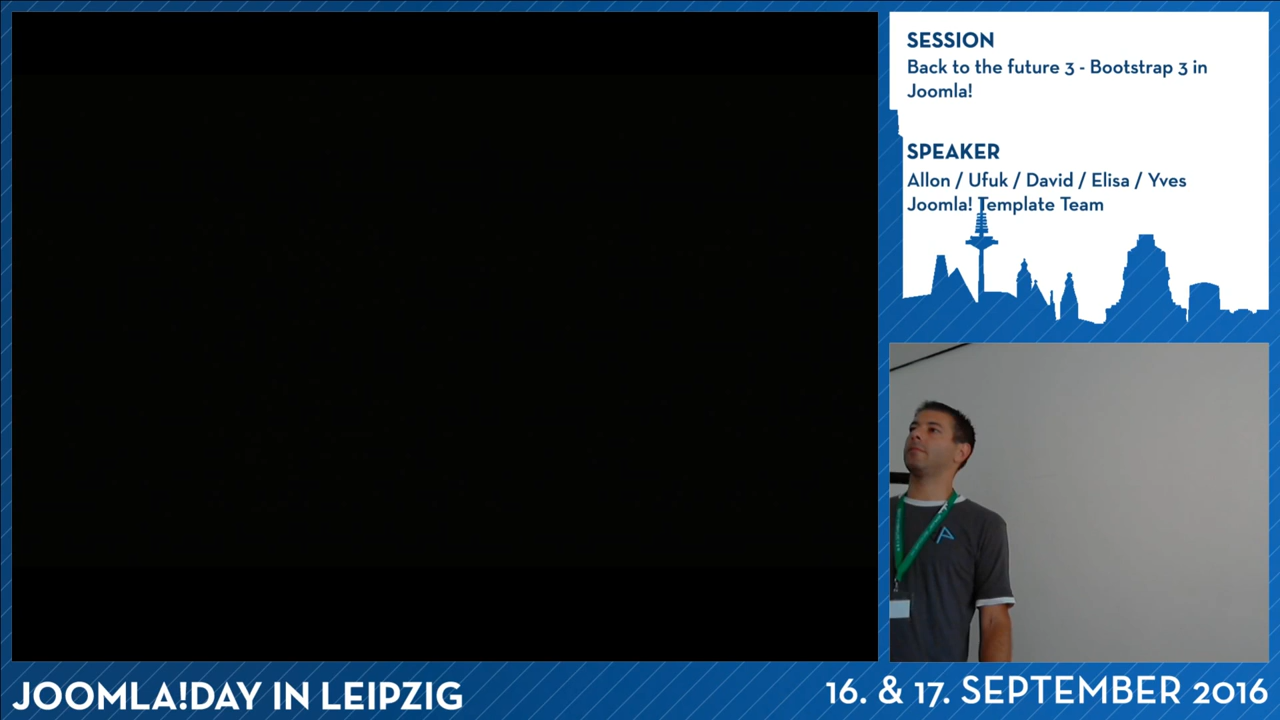 SESSION
Back to the future 3 - Bootstrap 3 in
Joomla!
SPEAKER
Allon / Ufuk / David / Elisa / Yves
Joomla! Template Team
JOOMLA!DAY IN LEIPZIG
16. & 17. SEPTEMBER 2016